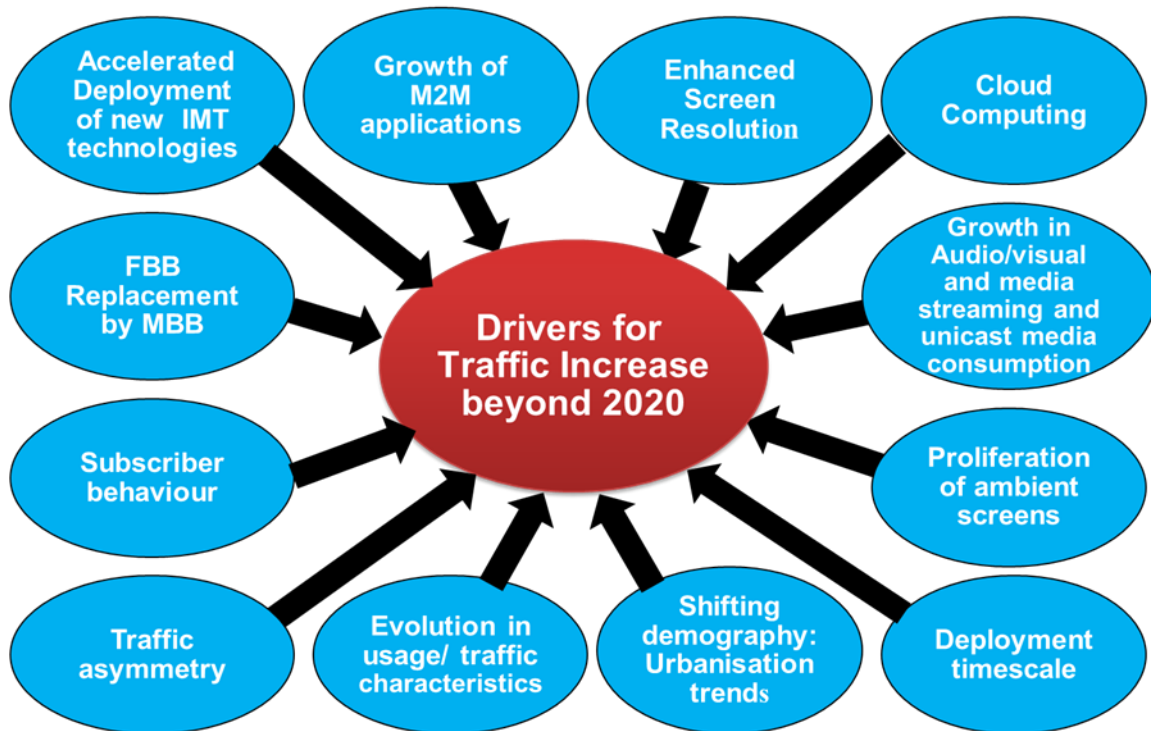 Accelerated
Deployment
of new IMT
technologies
Growth of
M2M
applications
Enhanced
Screen
Resolution
Cloud
Computing
FBB
Replacement
by MBB
Drivers for
Traffic Increase
beyond 2020
Growth in
Audio/visual
and media
streaming and
unicast media
consumption
Subscriber
behaviour
Proliferation
of ambient
screens
Traffic
asymmetry
Evolution in
usage/ traffic
characteristics
Shifting
demography:
Urbanisation
trends
Deployment
timescale